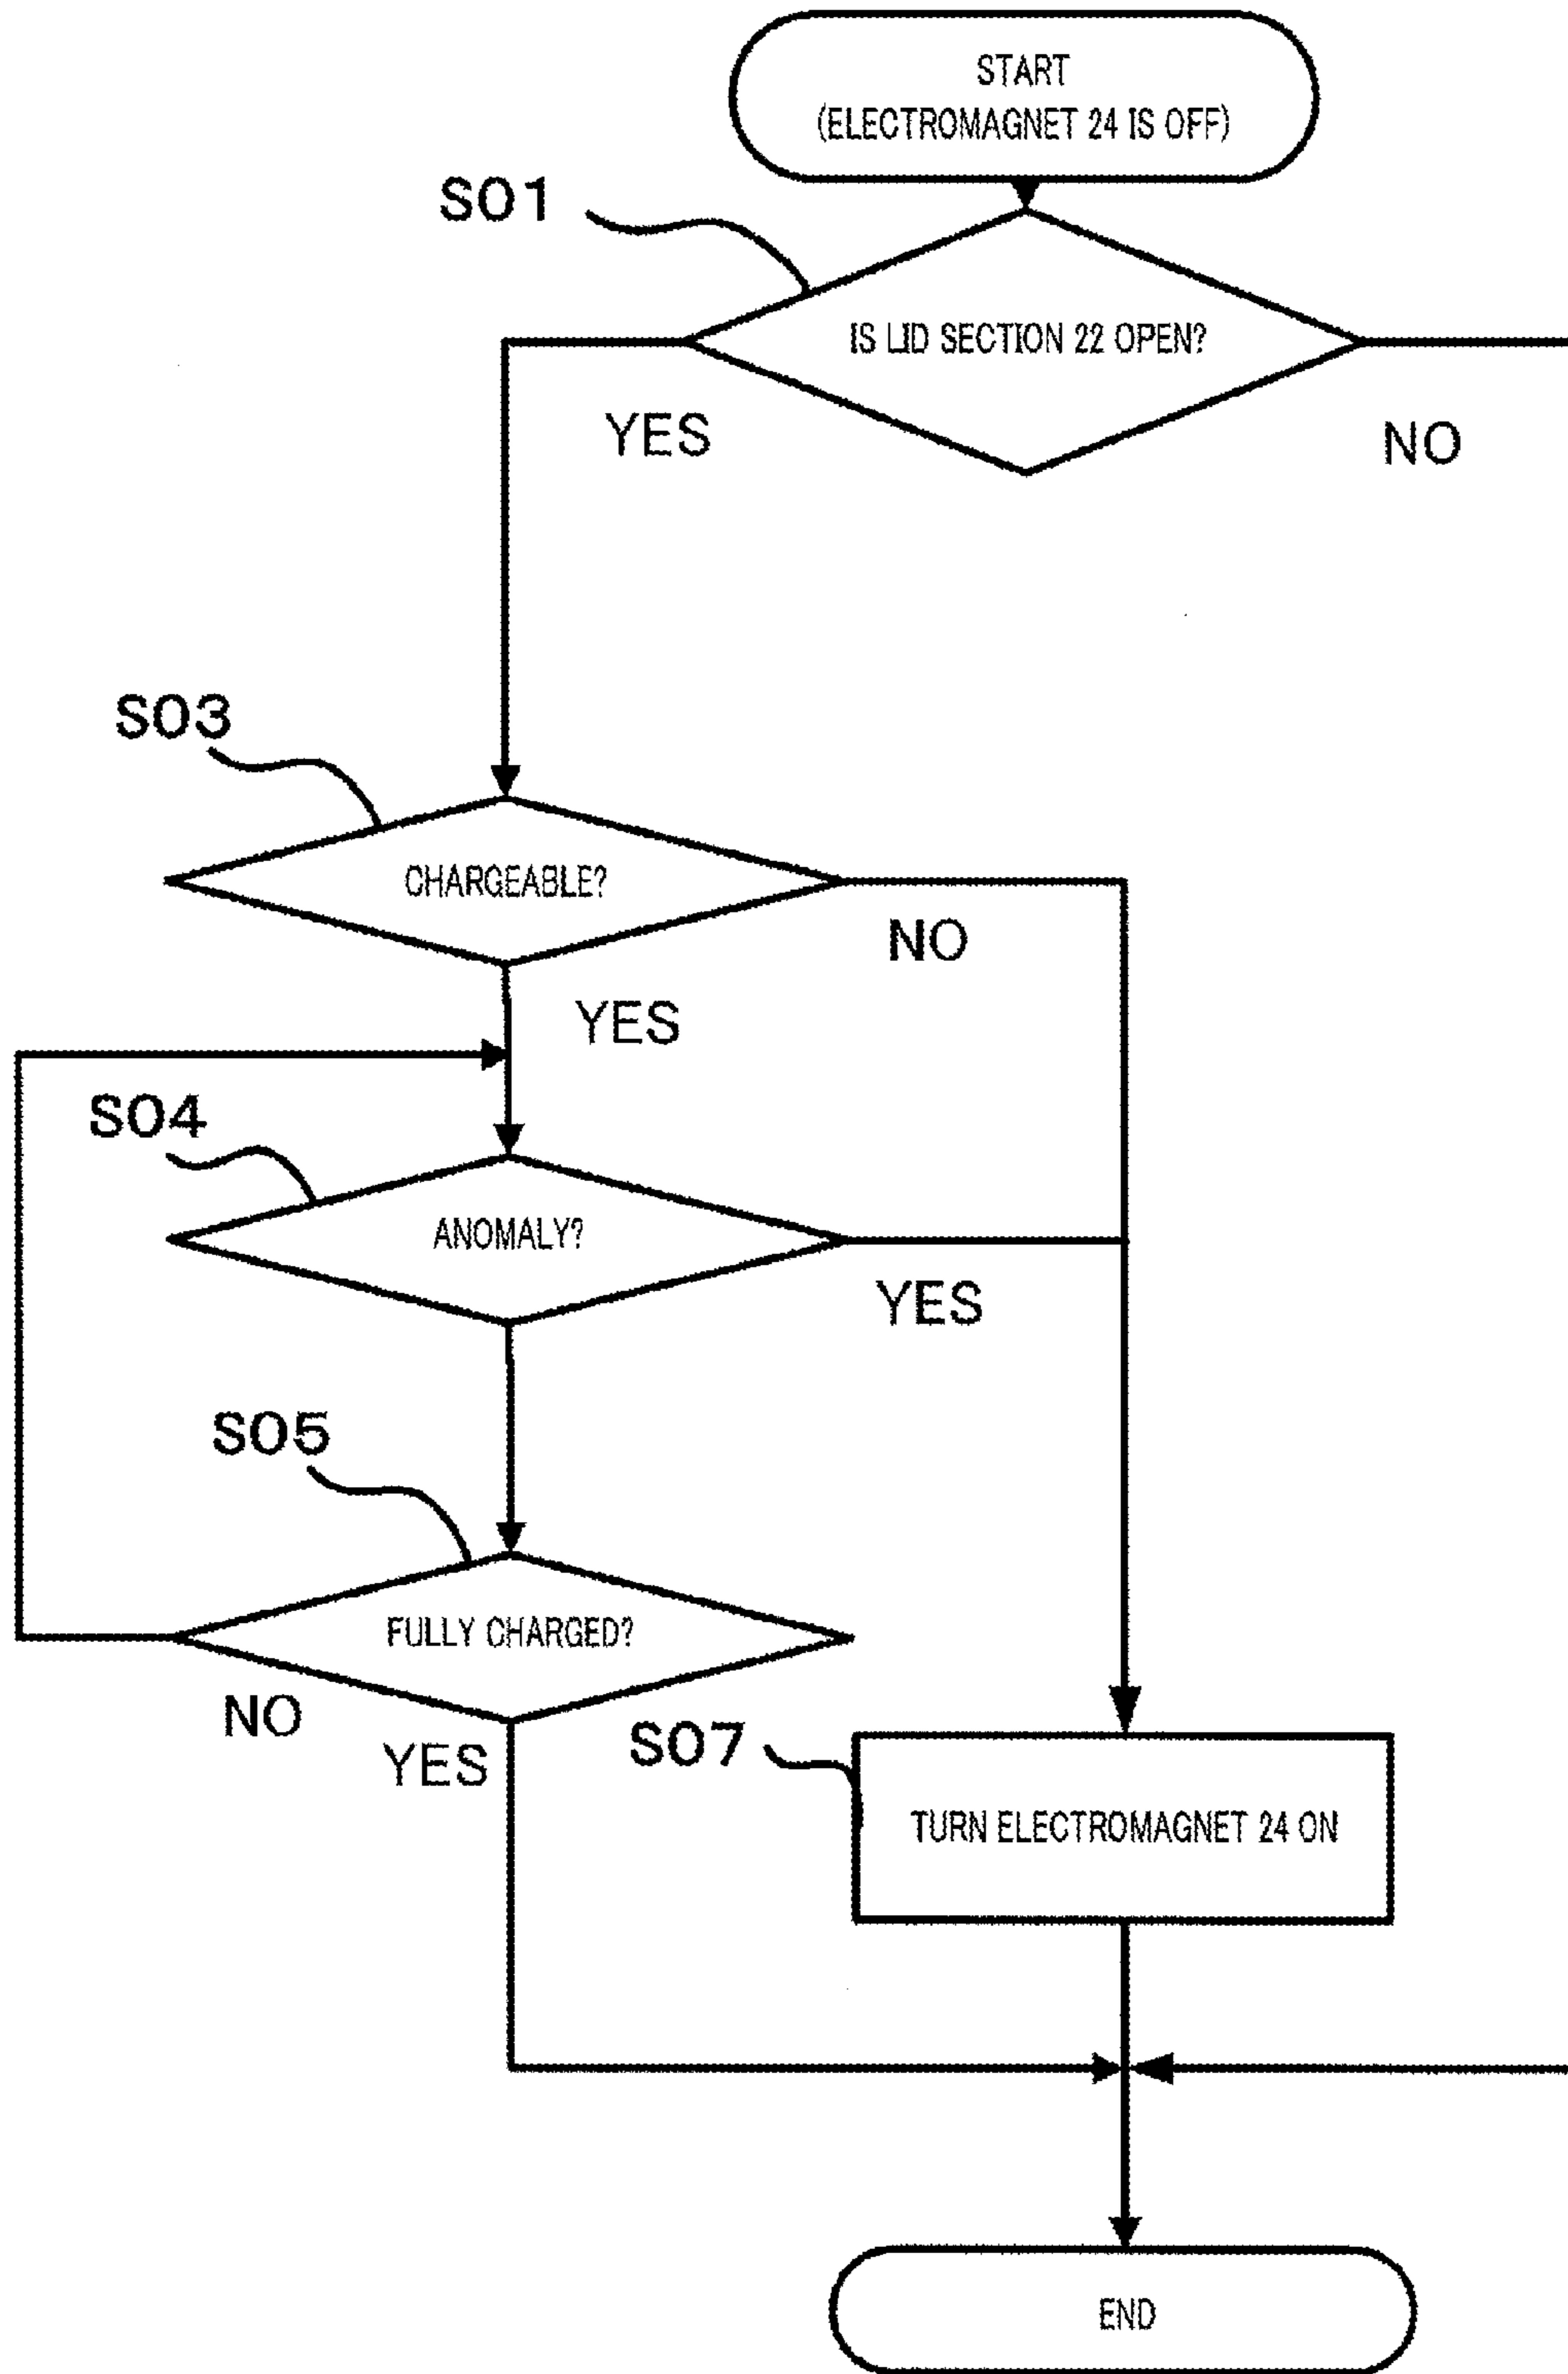 START
(ELECTROMAGNET 24 IS OFF)
S01
IS LID SECTION 22 OPEN?
YES
NO
S03
CHARGEABLE?
NO
YES
S04
ANOMALY?
YES
S05
FULLY CHARGED?
NO
YES
S07
TURN ELECTROMAGNET 24 ON
END